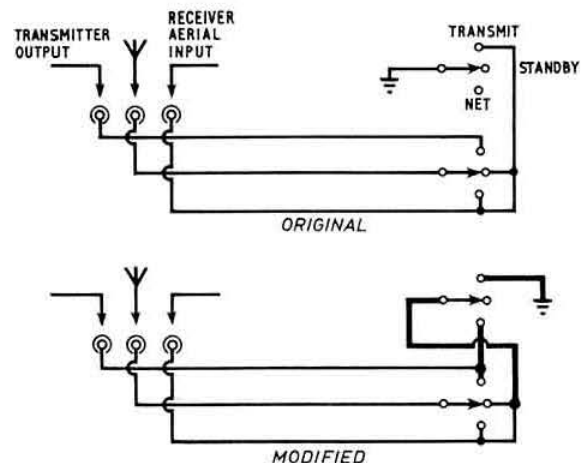 TRANSMITTER
OUTPUT
RECEIVER
AERIAL
INPUT
TRANSMIT
STANDBY
NET
ORIGINAL
MODIFIED